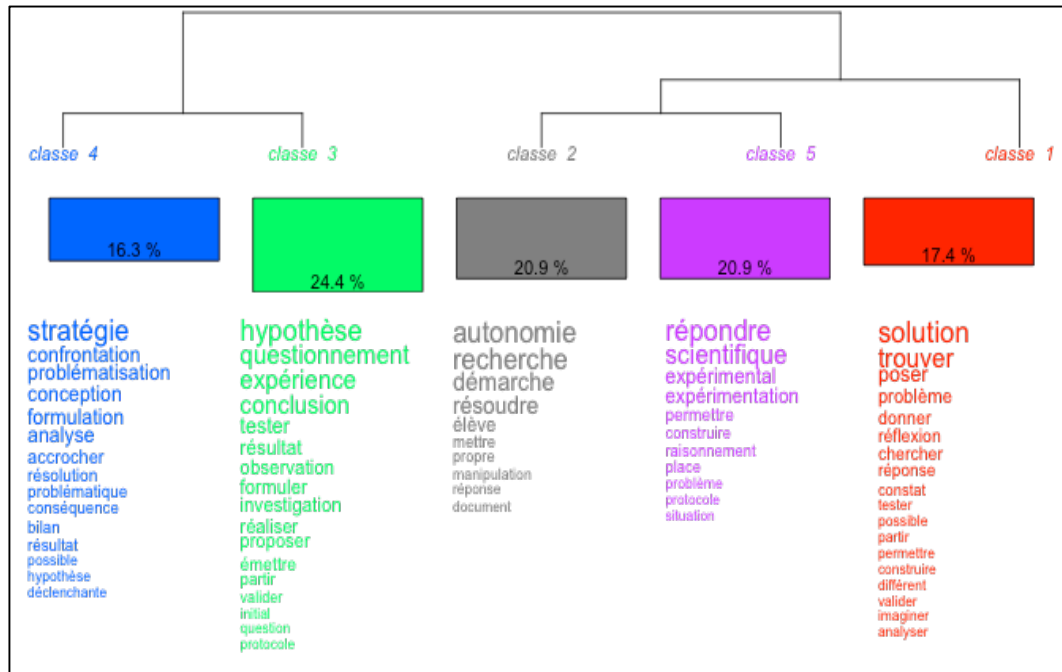 classe 4
classe 3
classe 2
classe 5
classe 1
16.3 %
24.4 %
20.9 %
20.9 %
17.4 %
stratégie
confrontation
problématisation
conception
formulation
analyse
accrocher
résolution
problématique
conséquence
bilan
résultat
possible
hypothèse
déclenchante
hypothèse
questionnement
expérience
conclusion
tester
résultat
observation
formuler
investigation
réaliser
proposer
émettre
partir
valider
initial
question
protocole
autonomie
recherche
démarche
résoudre
élève
mettre
propre
manipulation
réponse
document
répondre
scientifique
expérimental
expérimentation
permettre
construire
raisonnement
place
problème
protocole
situation
solution
trouver
poser
problème
donner
réflexion
chercher
réponse
constat
tester
possible
partir
permettre
construire
différent
valider
imaginer
analyser